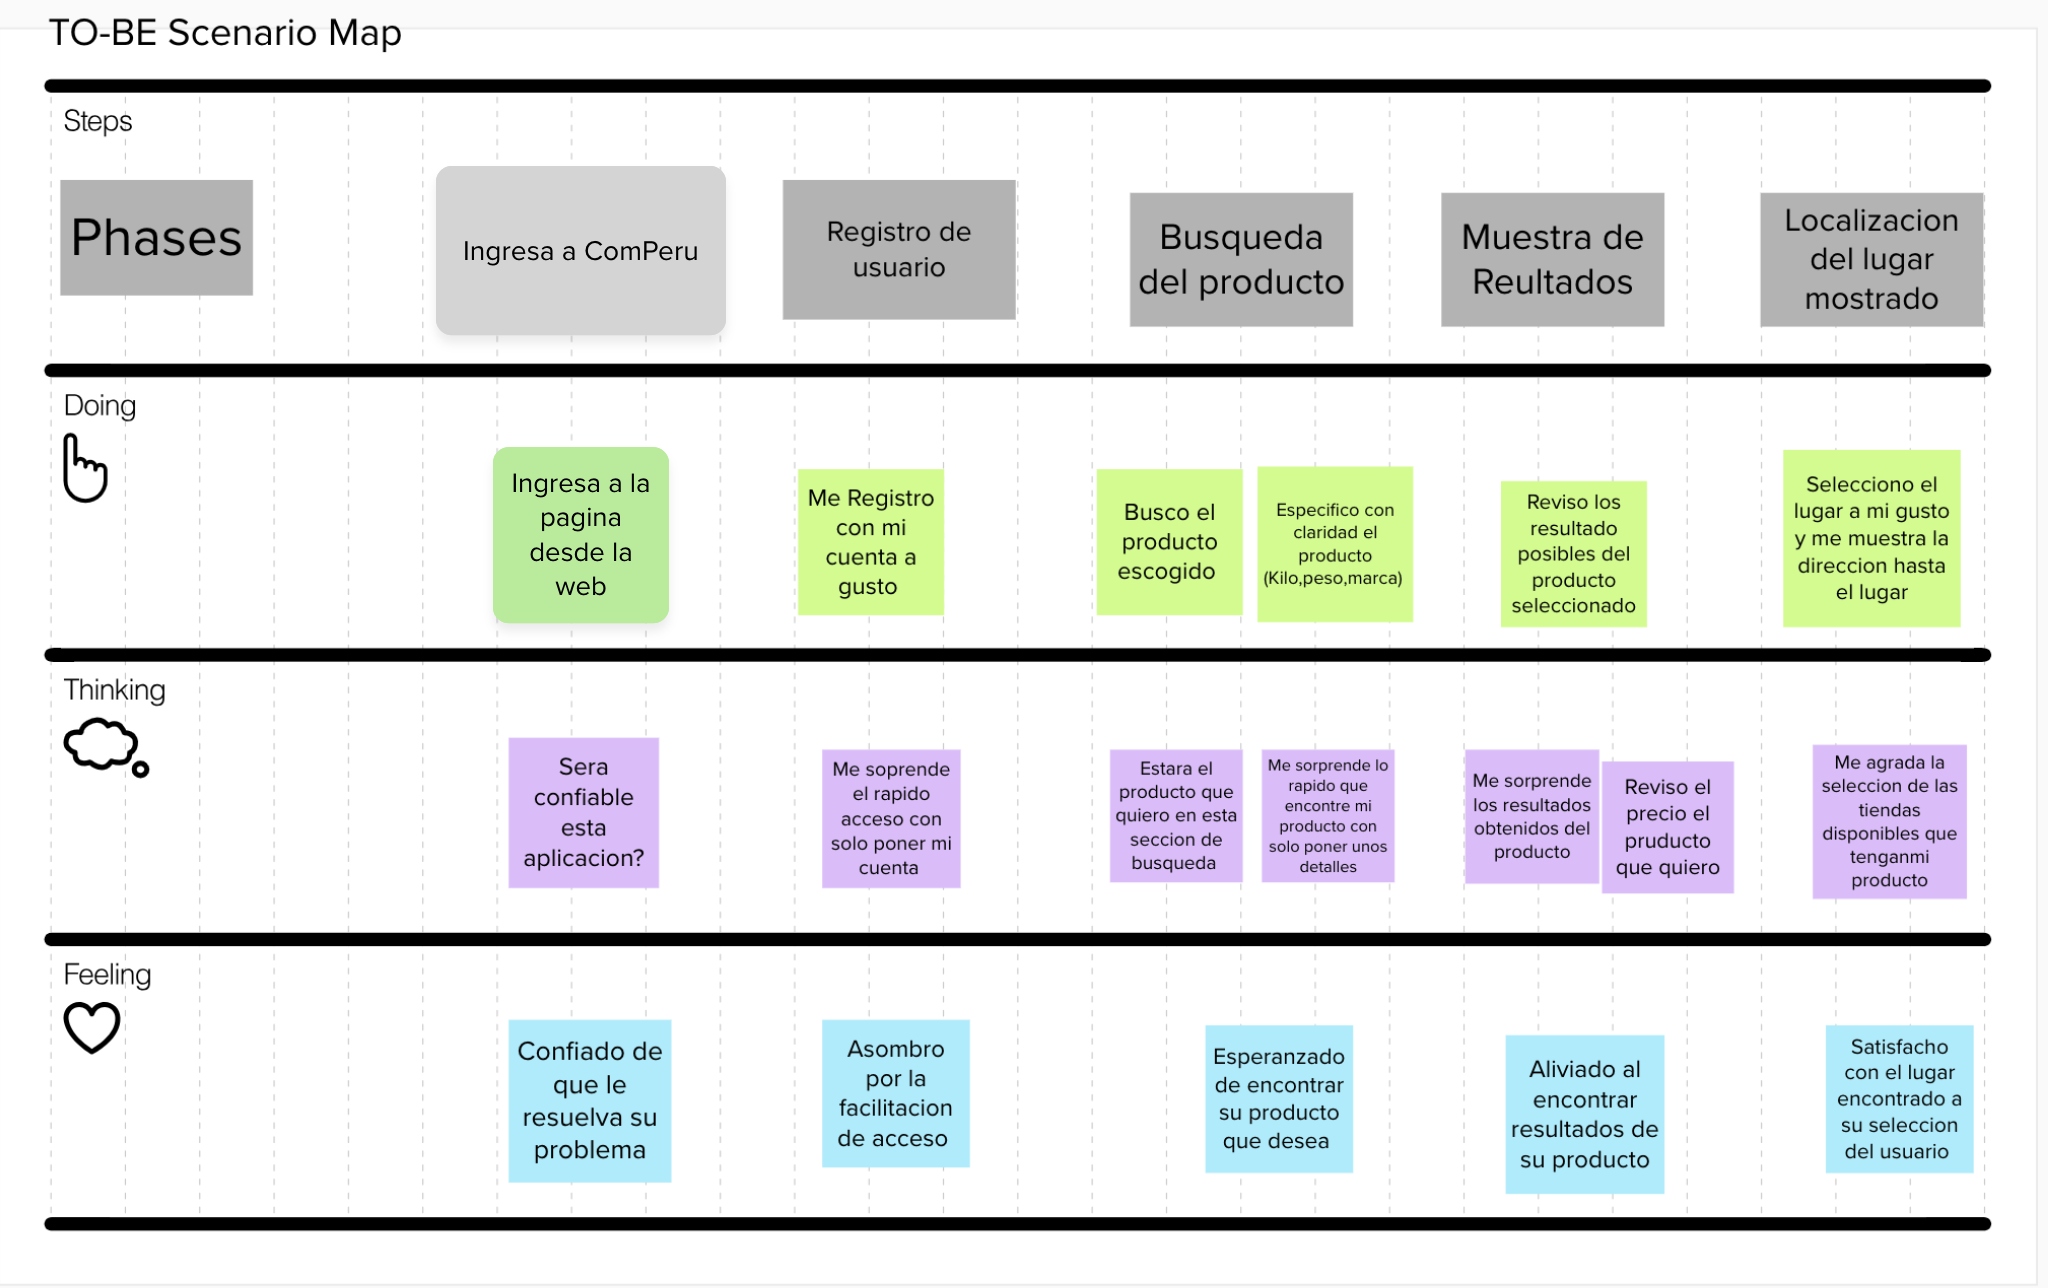 TO-BE Scenario Map
Steps
Phases
Ingresa a ComPeru
Registro de
usuario
Busqueda
del producto
Muestra de
Reultados
Localizacion
del lugar
mostrado
Doing
Ingresa a la
pagina
desde la
web
Me Registro
con mi
cuenta a
gusto
Busco el
producto
escogido
Especifico con
claridad el
producto
(Kilo,peso,marca)
Reviso los
resultado
posibles del
producto
seleccionado
Selecciono el
lugar a mi gusto
y me muestra la
direccion hasta
el lugar
Thinking
Sera
confiable
esta
aplicacion?
Me soprende
el rapido
acceso con
solo poner mi
cuenta
Estara el
producto que
quiero en esta
seccion de
busqueda
Me sorprende lo
rapido que
encontre mi
producto con
solo poner unos
detalles
Me sorprende
los resultados
obtenidos del
producto
Reviso el
precio el
pruducto
que quiero
Me agrada la
seleccion de las
tiendas
disponibles que
tenganmi
producto
Feeling
Confiado de
que le
resuelva su
problema
Asombro
por la
facilitacion
de acceso
Esperanzado
de encontrar
su producto
que desea
Aliviado al
encontrar
resultados de
su producto
Satisfacho
con el lugar
encontrado a
su seleccion
del usuario